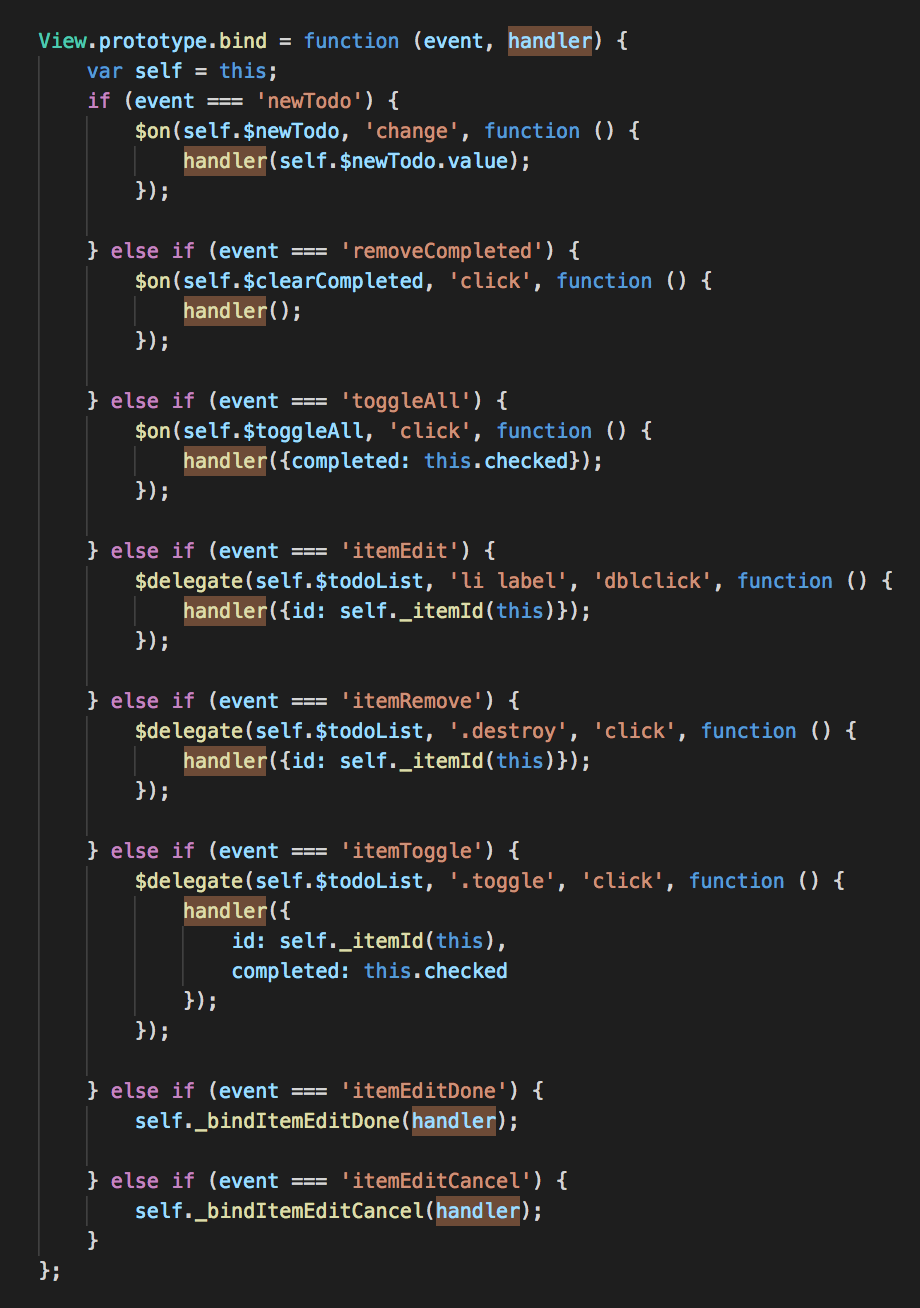 View.prototype.bind = function (event, handler) {
    var self = this;
    if (event === 'newTodo') {
        $on(self.$newTodo, 'change', function () {
            handler(self.$newTodo.value);
        });

    } else if (event === 'removeCompleted') {
        $on(self.$clearCompleted, 'click', function () {
            handler();
        });

    } else if (event === 'toggleAll') {
        $on(self.$toggleAll, 'click', function () {
            handler({completed: this.checked});
        });

    } else if (event === 'itemEdit') {
        $delegate(self.$todoList, 'li label', 'dblclick', function () {
            handler({id: self._itemId(this)});
        });

    } else if (event === 'itemRemove') {
        $delegate(self.$todoList, '.destroy', 'click', function () {
            handler({id: self._itemId(this)});
        });

    } else if (event === 'itemToggle') {
        $delegate(self.$todoList, '.toggle', 'click', function () {
            handler({
                id: self._itemId(this),
                completed: this.checked
            });
        });

    } else if (event === 'itemEditDone') {
        self._bindItemEditDone(handler);

    } else if (event === 'itemEditCancel') {
        self._bindItemEditCancel(handler);
    }
};